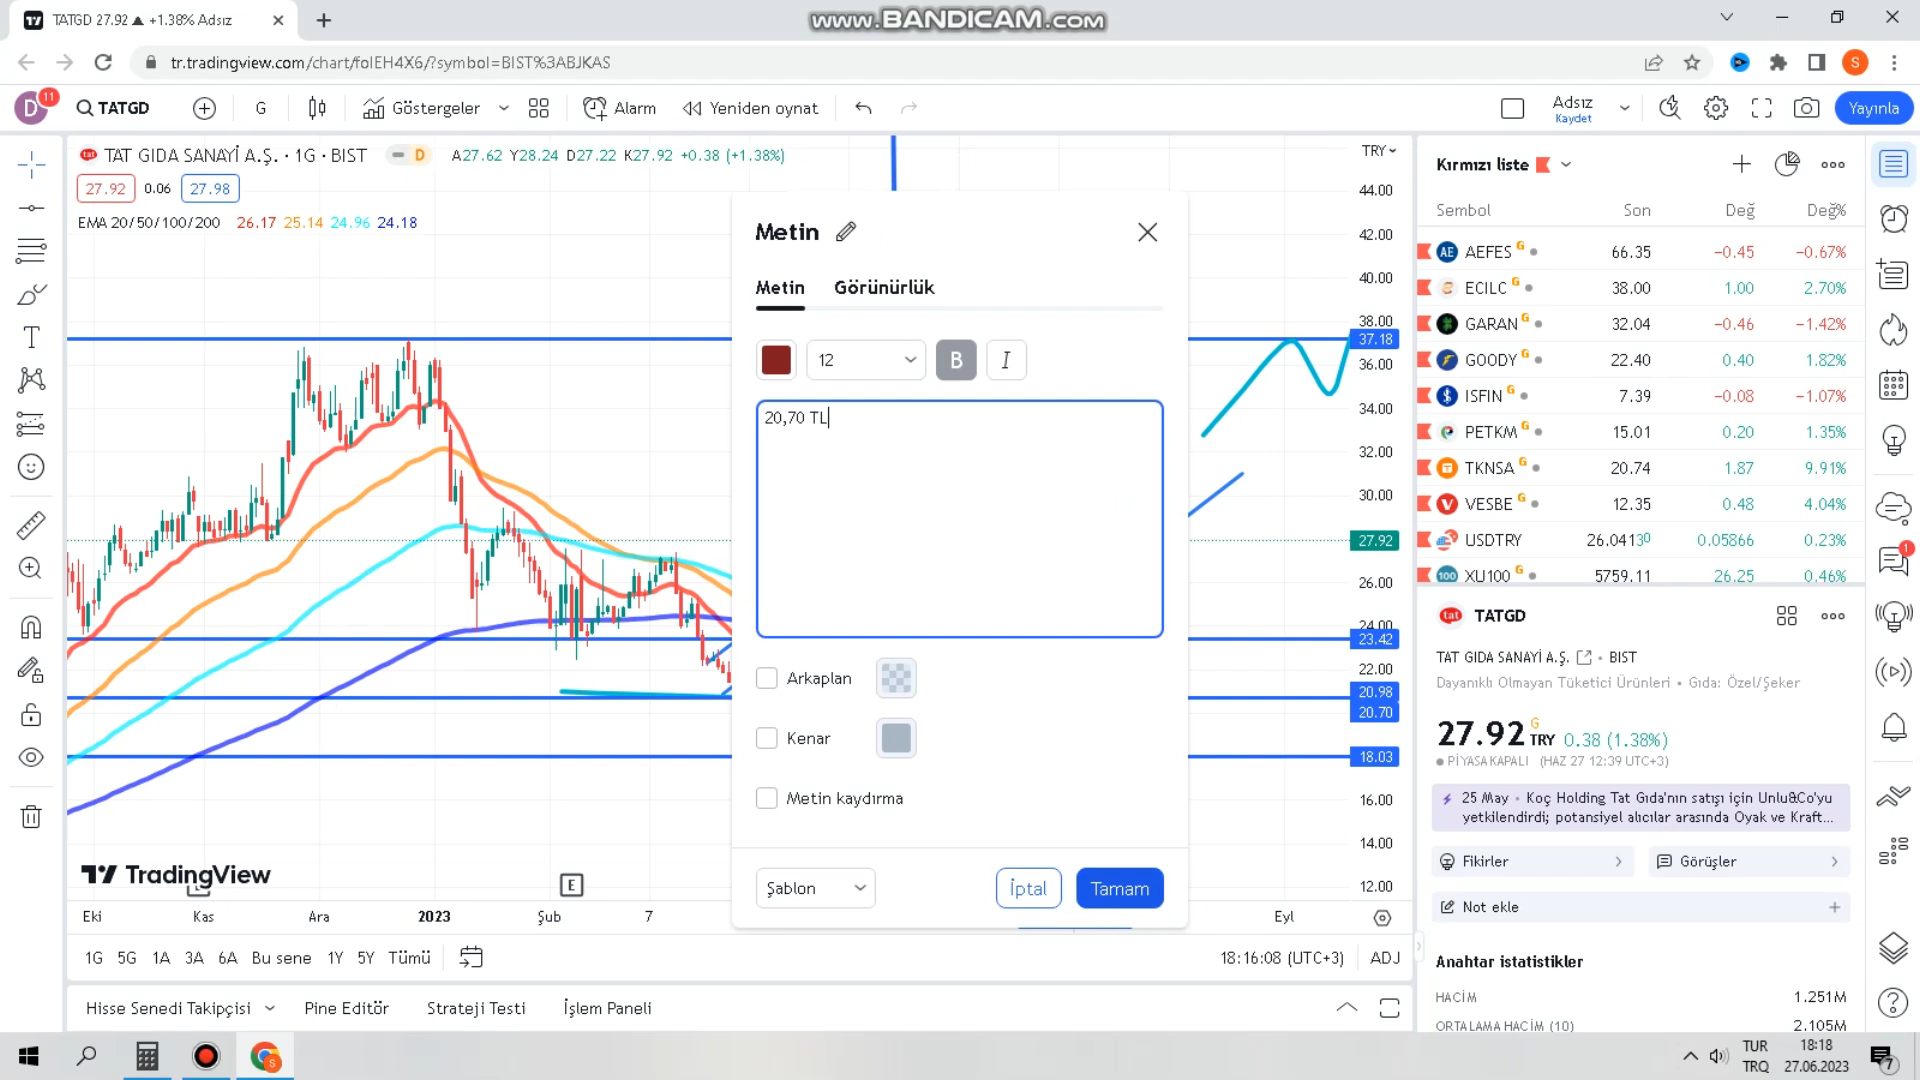 TATGD 27.92 ▲ +1.38% Adsız
www.BANDICAM.com
tr.tradingview.com/chart/folEH4X6/?symbol=BIST%3ABJKAS
S
D 11 TATGD G Göstergeler Alarm Yeniden oynat Adsız Kaydet Yayınla
TAT GIDA SANAYİ A.Ş. · 1G · BIST D A27.62 Y28.24 D27.22 K27.92 +0.38 (+1.38%)
27.92 0.06 27.98
EMA 20/50/100/200 26.17 25.14 24.96 24.18
TRY
44.00
42.00
40.00
38.00
37.18
36.00
34.00
32.00
30.00
27.92
26.00
24.00
23.42
22.00
20.98
20.70
18.03
16.00
14.00
12.00
Metin
Metin Görünürlük
12 B I
20,70 TL
Arkaplan
Kenar
Metin kaydırma
Şablon İptal Tamam
TradingView
E
Eki Kas Ara 2023 Şub 7 Eyl
1G 5G 1A 3A 6A Bu sene 1Y 5Y Tümü 18:16:08 (UTC+3) ADJ
Hisse Senedi Takipçisi Pine Editör Strateji Testi İşlem Paneli
Kırmızı liste
Sembol Son Değ Değ%
AE AEFES G 66.35 −0.45 −0.67%
ECILC G 38.00 1.00 2.70%
GARAN G 32.04 −0.46 −1.42%
GOODY G 22.40 0.40 1.82%
ISFIN G 7.39 −0.08 −1.07%
PETKM G 15.01 0.20 1.35%
TKNSA G 20.74 1.87 9.91%
VESBE G 12.35 0.48 4.04%
USDTRY 26.04130 0.05866 0.23%
100 XU100 G 5759.11 26.25 0.46%
tat TATGD
TAT GIDA SANAYİ A.Ş. • BIST
Dayanıklı Olmayan Tüketici Ürünleri • Gıda: Özel/Şeker
27.92 G TRY 0.38 (1.38%)
PİYASA KAPALI (HAZ 27 12:39 UTC+3)
25 May • Koç Holding Tat Gıda'nın satışı için Unlu&Co'yu
yetkilendirdi; potansiyel alıcılar arasında Oyak ve Kraft...
Fikirler Görüşler
Not ekle
Anahtar istatistikler
HACİM 1.251M
ORTALAMA HACİM (10) 2.105M
1
TUR
TRQ
18:18
27.06.2023
7